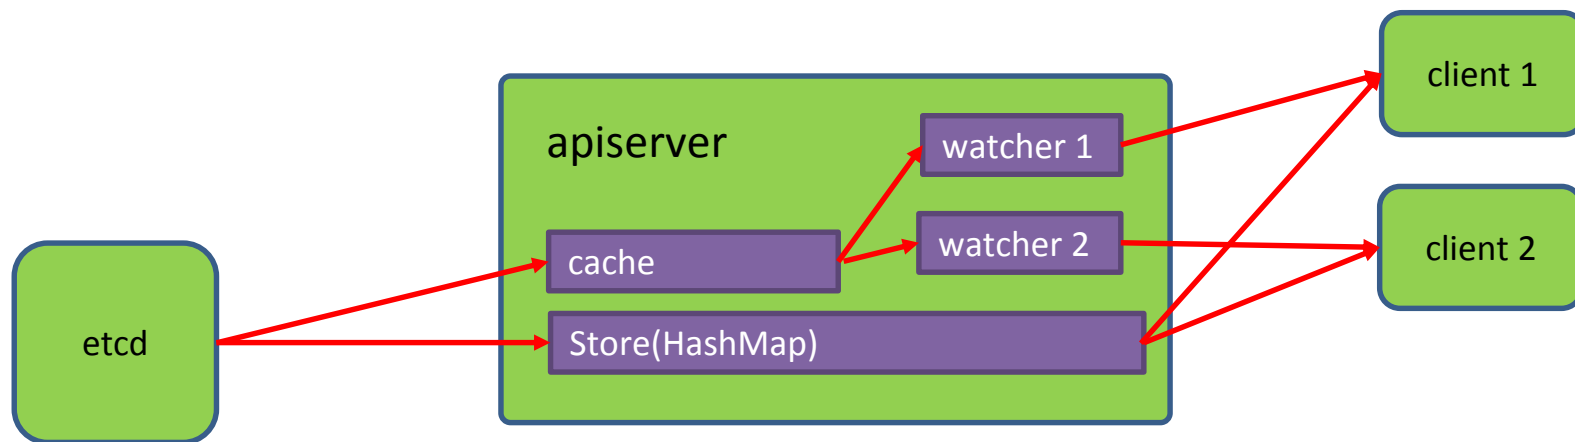 client 1
apiserver
watcher 1
watcher 2
client 2
cache
etcd
Store(HashMap)